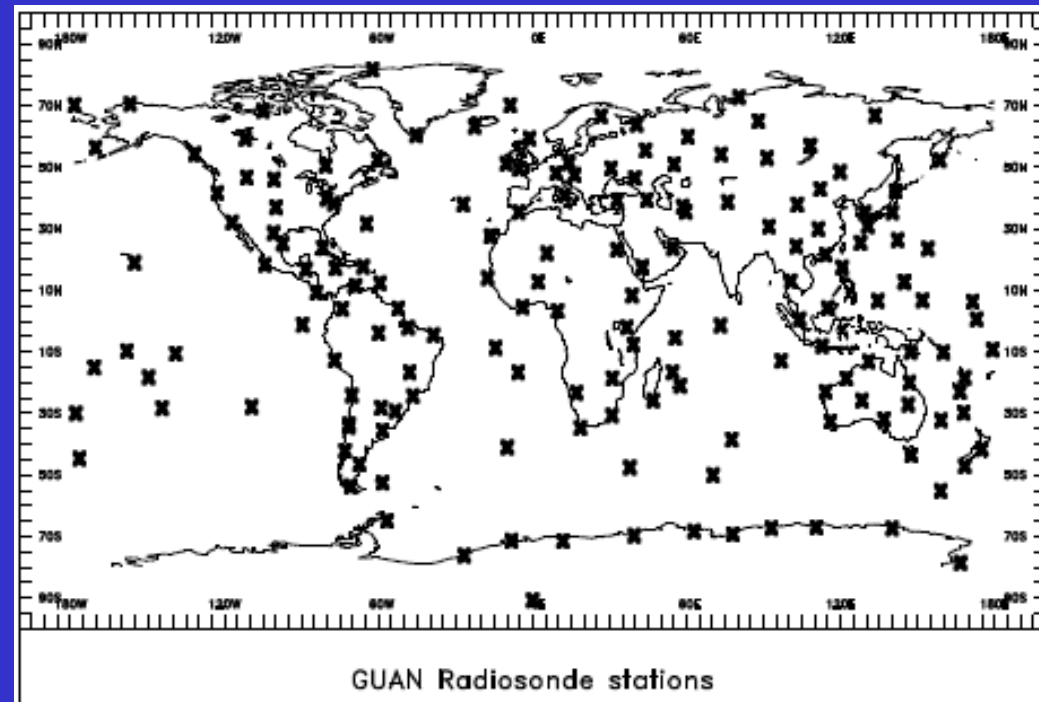 180W 120W 60W 0E 60E 120E 180E
90N 90N
70N 70N
50N 50N
30N 30N
10N 10N
10S 10S
30S 30S
50S 50S
70S 70S
90S 90S
180W 120W 60W 60E 120E 180E
GUAN Radiosonde stations